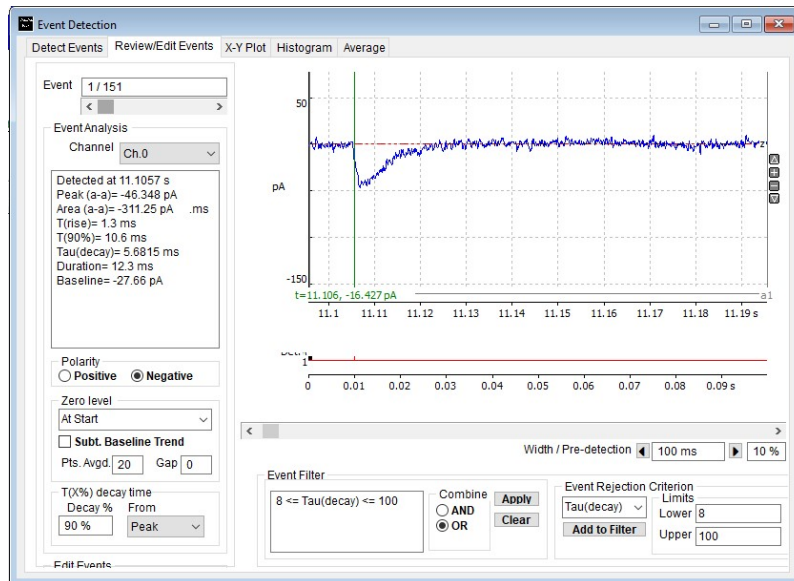 Event Detection
Detect Events Review/Edit Events X-Y Plot Histogram Average
Event 1 / 151
Event Analysis
Channel Ch.0
Detected at 11.1057 s
Peak (a-a)= -46.348 pA
Area (a-a)= -311.25 pA .ms
T(rise)= 1.3 ms
T(90%)= 10.6 ms
Tau(decay)= 5.6815 ms
Duration= 12.3 ms
Baseline= -27.66 pA
Polarity
Positive Negative
Zero level
At Start
Subt. Baseline Trend
Pts. Avgd. 20 Gap 0
T(X%) decay time
Decay % From
90 % Peak
Edit Events
50
pA
-150
t=11.106, -16.427 pA
a1
11.1 11.11 11.12 11.13 11.14 11.15 11.16 11.17 11.18 11.19 s
1
0 0.01 0.02 0.03 0.04 0.05 0.06 0.07 0.08 0.09 s
Width / Pre-detection 100 ms 10 %
Event Filter
8 <= Tau(decay) <= 100
Combine
AND
OR
Apply
Clear
Event Rejection Criterion
Tau(decay)
Add to Filter
Limits
Lower 8
Upper 100